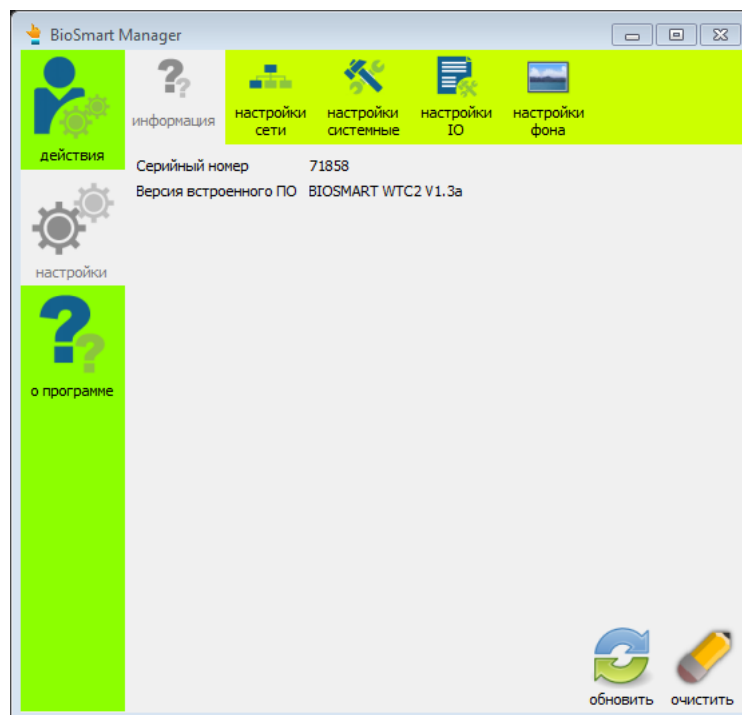 BioSmart Manager
действия
настройки
о программе
информация
настройки
сети
настройки
системные
настройки
IO
настройки
фона
Серийный номер 71858
Версия встроенного ПО BIOSMART WTC2 V1.3a
обновить
очистить